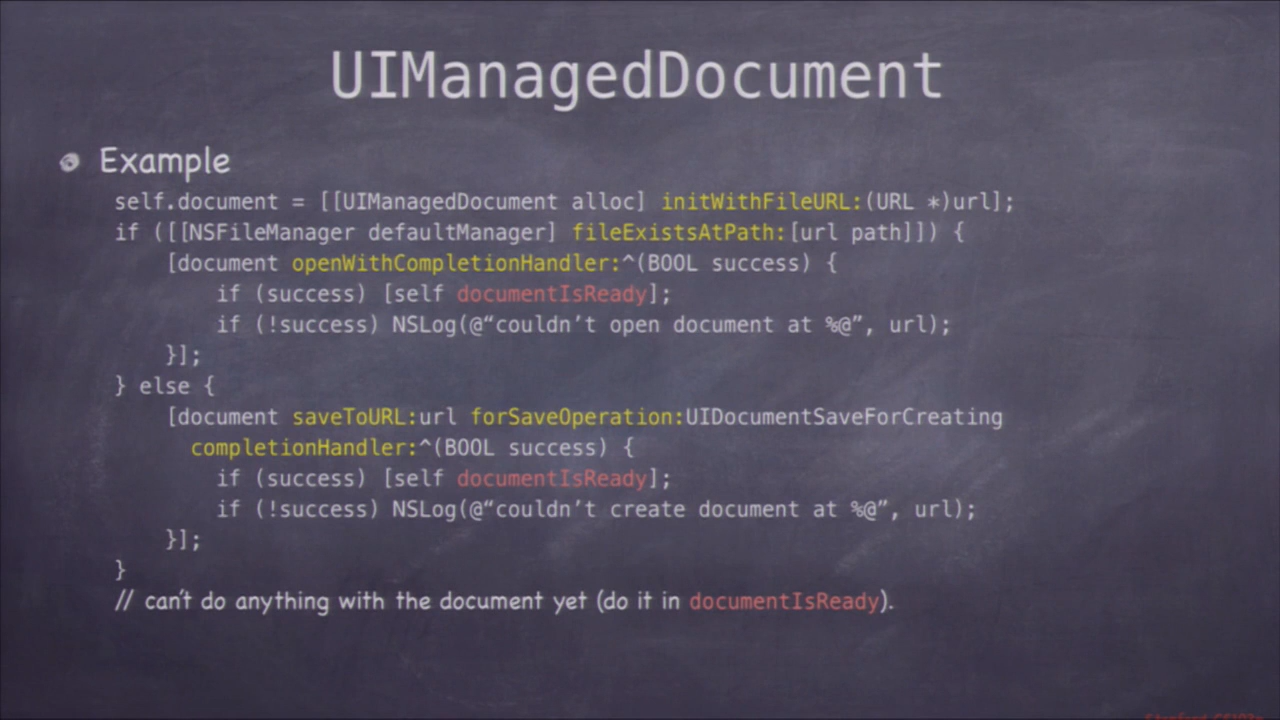 UIManagedDocument
Example
self.document = [[UIManagedDocument alloc] initWithFileURL:(URL *)url];
if ([[NSFileManager defaultManager] fileExistsAtPath:[url path]]) {
[document openWithCompletionHandler:^(BOOL success) {
if (success) [self documentIsReady];
if (!success) NSLog(@“couldn’t open document at %@”, url);
}];
} else {
[document saveToURL:url forSaveOperation:UIDocumentSaveForCreating
completionHandler:^(BOOL success) {
if (success) [self documentIsReady];
if (!success) NSLog(@“couldn’t create document at %@”, url);
}];
}
// can’t do anything with the document yet (do it in documentIsReady).